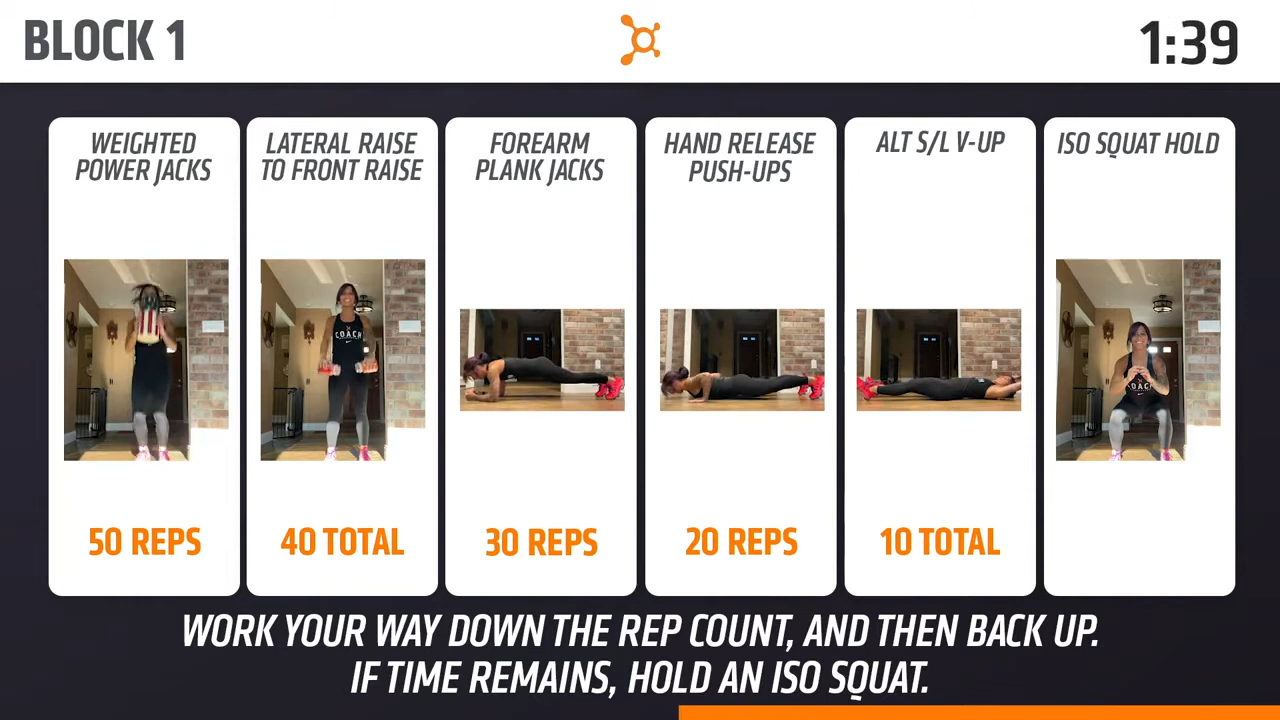 BLOCK 1
1:39
WEIGHTED
POWER JACKS
50 REPS
LATERAL RAISE
TO FRONT RAISE
COACH
40 TOTAL
FOREARM
PLANK JACKS
30 REPS
HAND RELEASE
PUSH-UPS
20 REPS
ALT S/L V-UP
10 TOTAL
ISO SQUAT HOLD
WORK YOUR WAY DOWN THE REP COUNT, AND THEN BACK UP.
IF TIME REMAINS, HOLD AN ISO SQUAT.